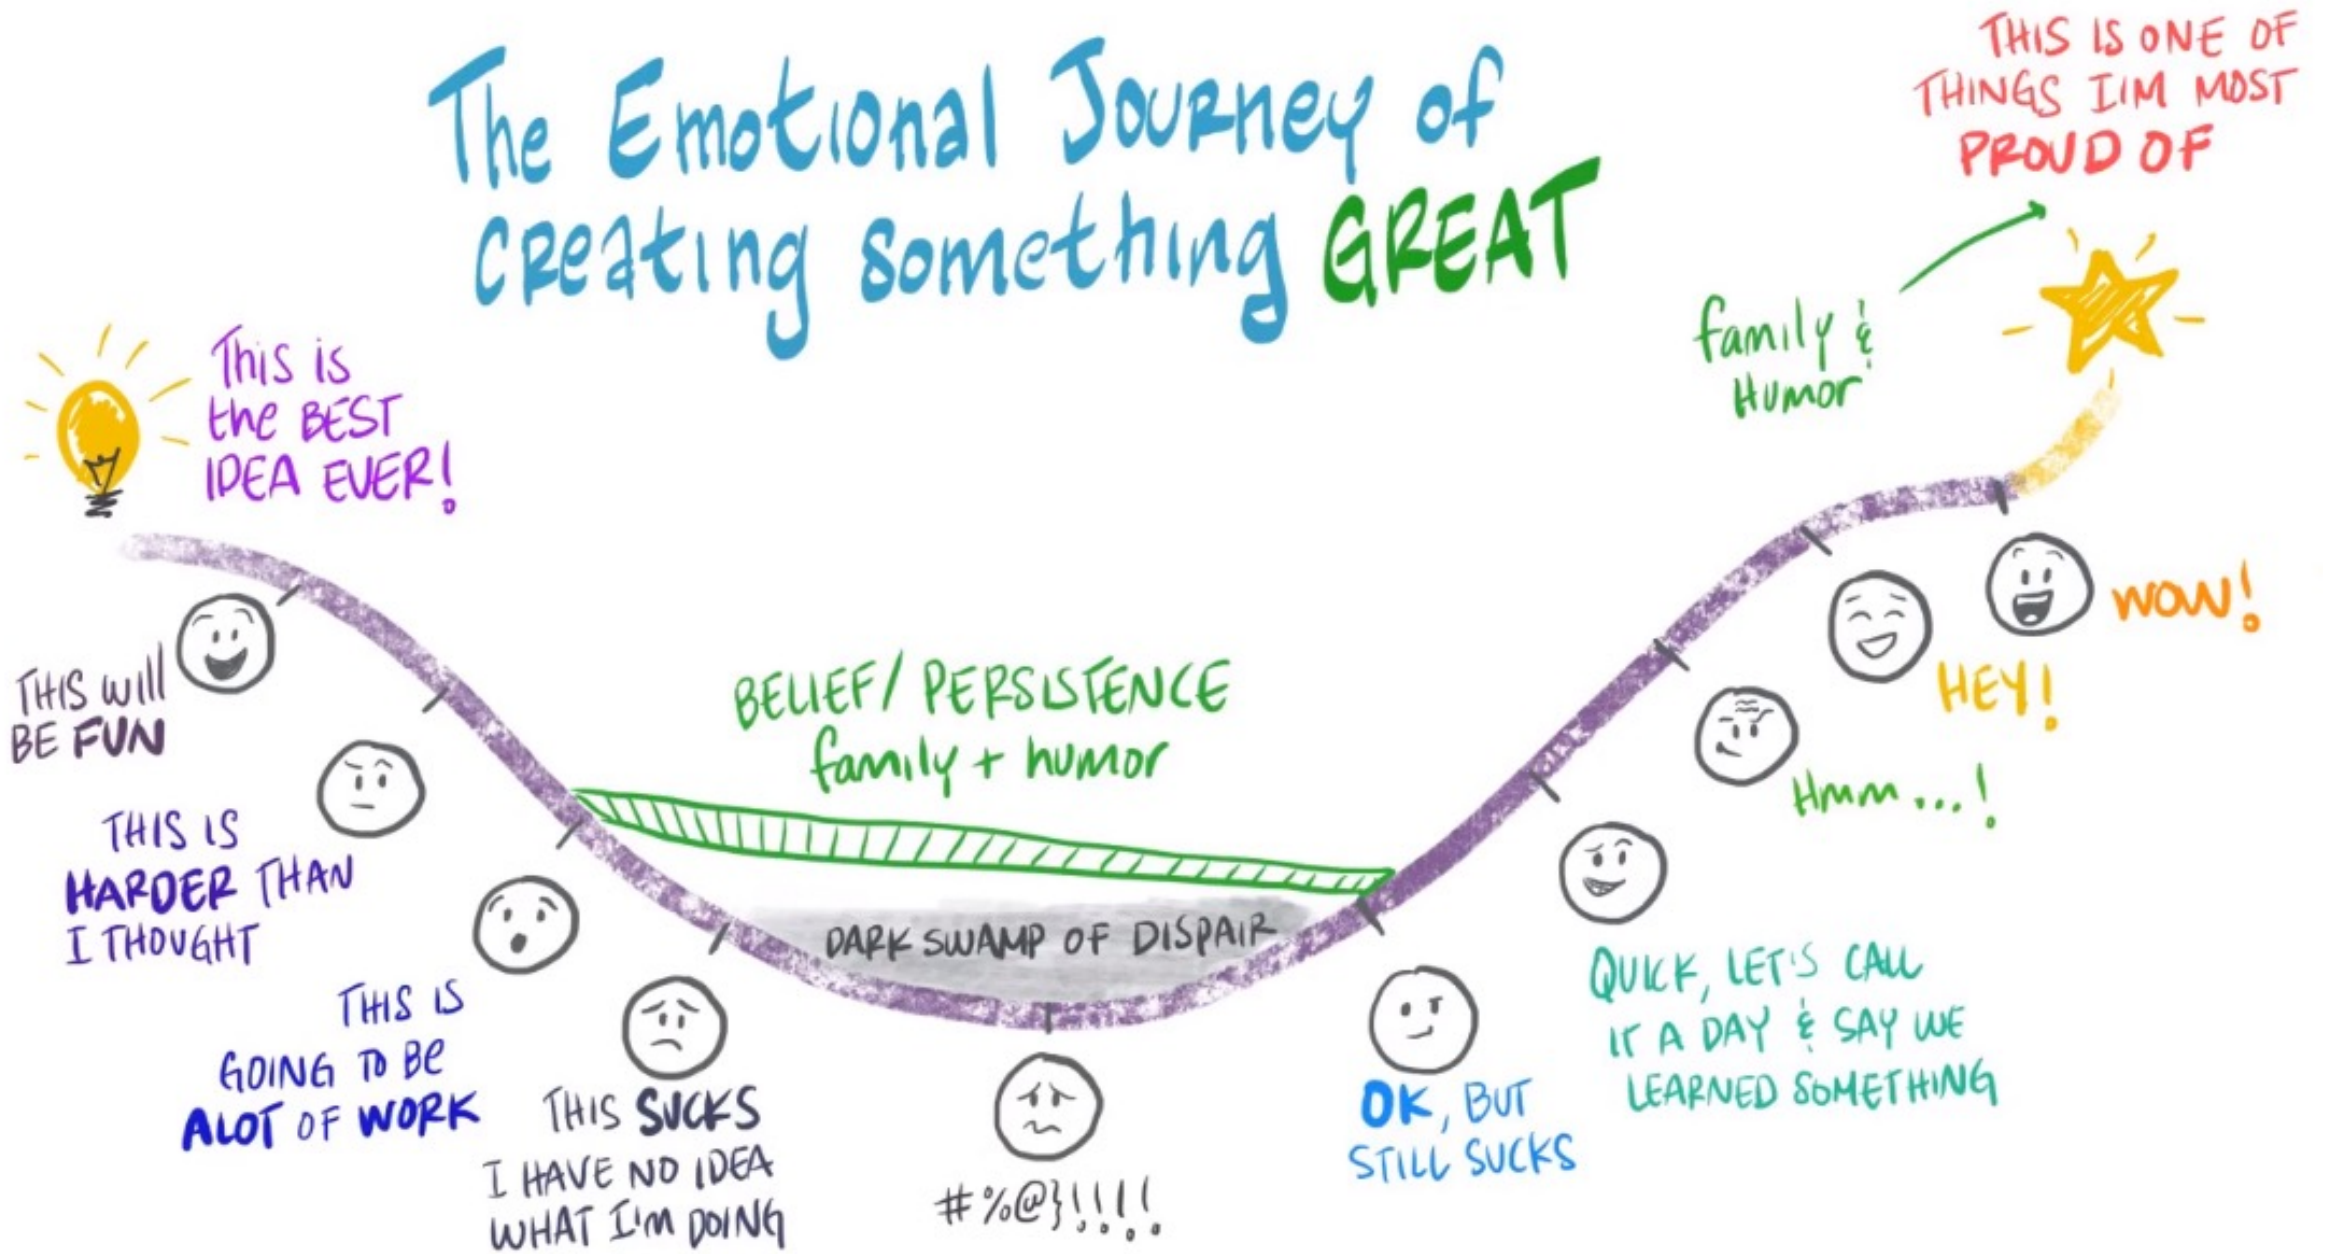 The Emotional Journey of
creating something GREAT
THIS IS ONE OF
THINGS I'M MOST
PROUD OF
family &
Humor
This is
the BEST
IDEA EVER!
THIS will
BE FUN
THIS IS
HARDER THAN
I THOUGHT
THIS IS
GOING TO BE
ALOT OF WORK
THIS SUCKS
I HAVE NO IDEA
WHAT I'M DOING
BELIEF/PERSISTENCE
family + humor
DARK SWAMP OF DISPAIR
#%@}!!!!
OK, BUT
STILL SUCKS
QUICK, LET'S CALL
IT A DAY & SAY WE
LEARNED SOMETHING
Hmm...!
HEY!
WOW!